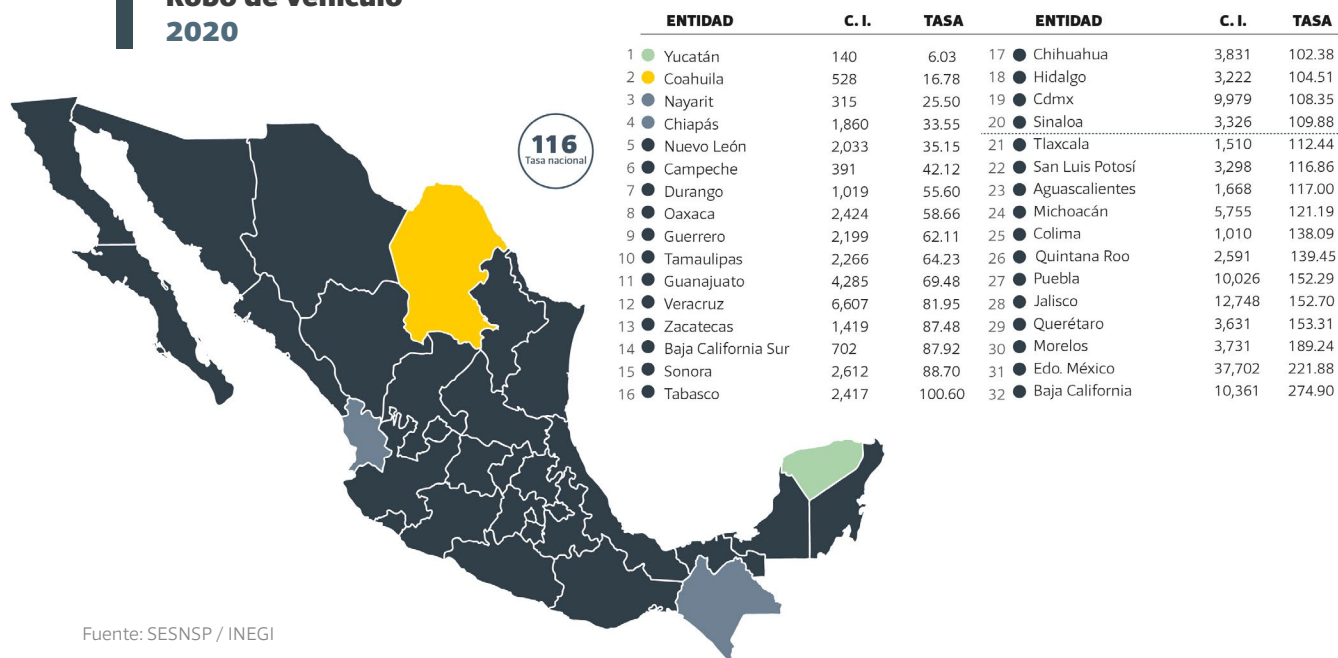 Robo de vehículo
2020
116
Tasa nacional
ENTIDAD C. I. TASA
1 Yucatán 140 6.03
2 Coahuila 528 16.78
3 Nayarit 315 25.50
4 Chiapás 1,860 33.55
5 Nuevo León 2,033 35.15
6 Campeche 391 42.12
7 Durango 1,019 55.60
8 Oaxaca 2,424 58.66
9 Guerrero 2,199 62.11
10 Tamaulipas 2,266 64.23
11 Guanajuato 4,285 69.48
12 Veracruz 6,607 81.95
13 Zacatecas 1,419 87.48
14 Baja California Sur 702 87.92
15 Sonora 2,612 88.70
16 Tabasco 2,417 100.60
ENTIDAD C. I. TASA
17 Chihuahua 3,831 102.38
18 Hidalgo 3,222 104.51
19 Cdmx 9,979 108.35
20 Sinaloa 3,326 109.88
21 Tlaxcala 1,510 112.44
22 San Luis Potosí 3,298 116.86
23 Aguascalientes 1,668 117.00
24 Michoacán 5,755 121.19
25 Colima 1,010 138.09
26 Quintana Roo 2,591 139.45
27 Puebla 10,026 152.29
28 Jalisco 12,748 152.70
29 Querétaro 3,631 153.31
30 Morelos 3,731 189.24
31 Edo. México 37,702 221.88
32 Baja California 10,361 274.90
Fuente: SESNSP / INEGI